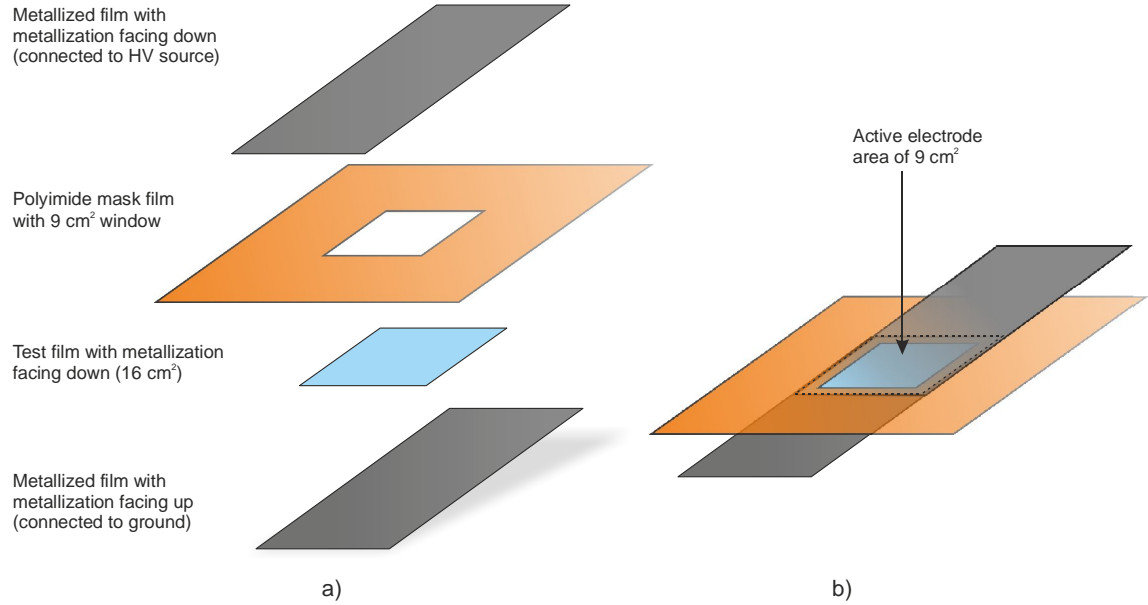 Metallized film with
metallization facing down
(connected to HV source)
Polyimide mask film
with 9 cm² window
Test film with metallization
facing down (16 cm²)
Metallized film with
metallization facing up
(connected to ground)
a)
Active electrode
area of 9 cm²
b)